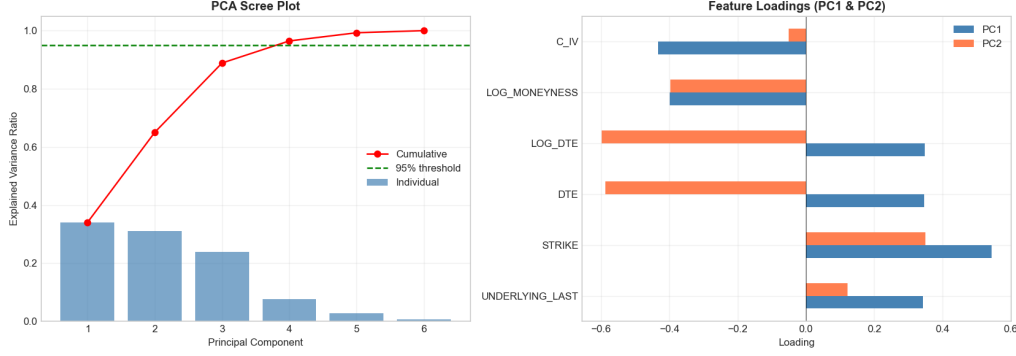 PCA Scree Plot
1.0
0.8
0.6
0.4
0.2
0.0
Explained Variance Ratio
Cumulative
95% threshold
Individual
1 2 3 4 5 6
Principal Component
Feature Loadings (PC1 & PC2)
PC1
PC2
C_IV
LOG_MONEYNESS
LOG_DTE
DTE
STRIKE
UNDERLYING_LAST
−0.6 −0.4 −0.2 0.0 0.2 0.4 0.6
Loading